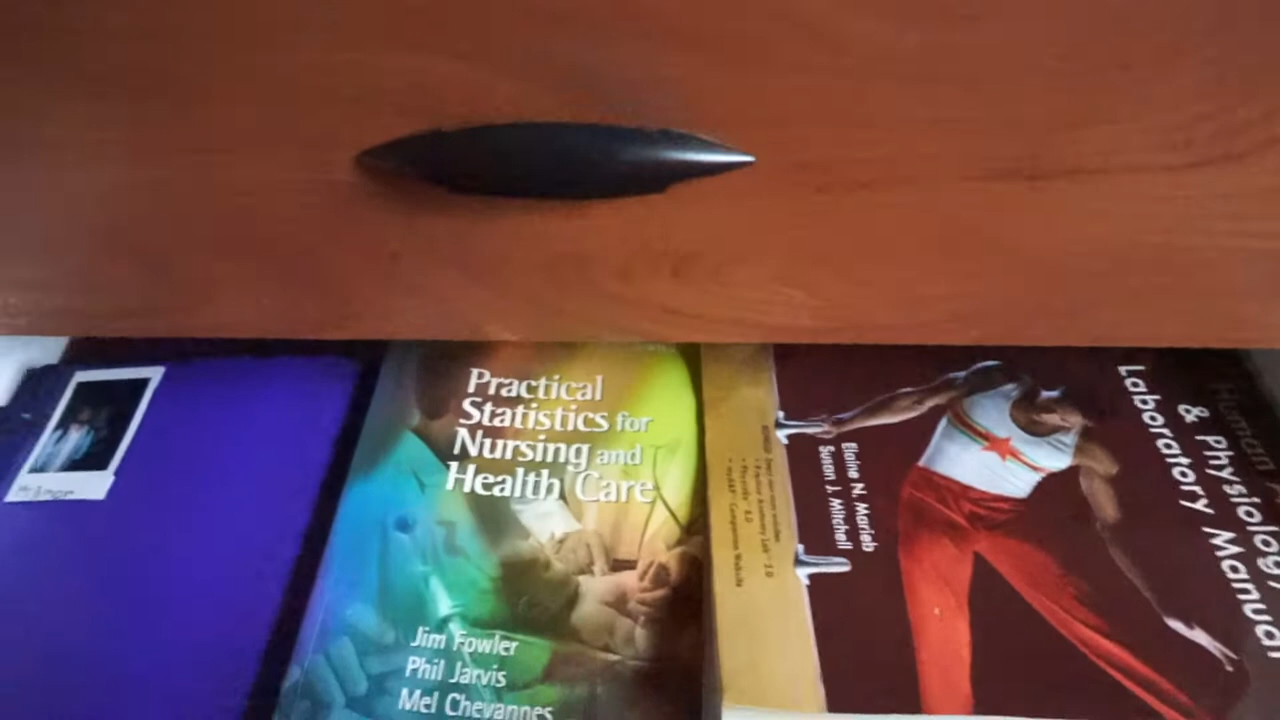 Practical
Statistics for
Nursing and
Health Care
Jim Fowler
Phil Jarvis
Mel Chevannes
Human
& Physiology
Laboratory Manual
Elaine N. Marieb
Susan J. Mitchell